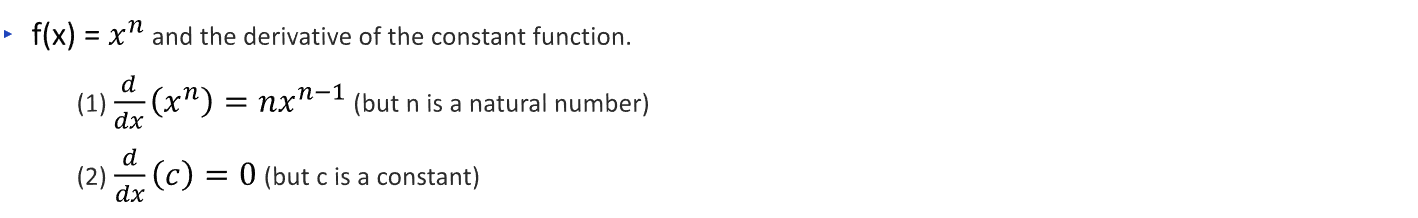 ▸ f(x) = xⁿ and the derivative of the constant function.
(1) d/dx (xⁿ) = nxⁿ⁻¹ (but n is a natural number)
(2) d/dx (c) = 0 (but c is a constant)